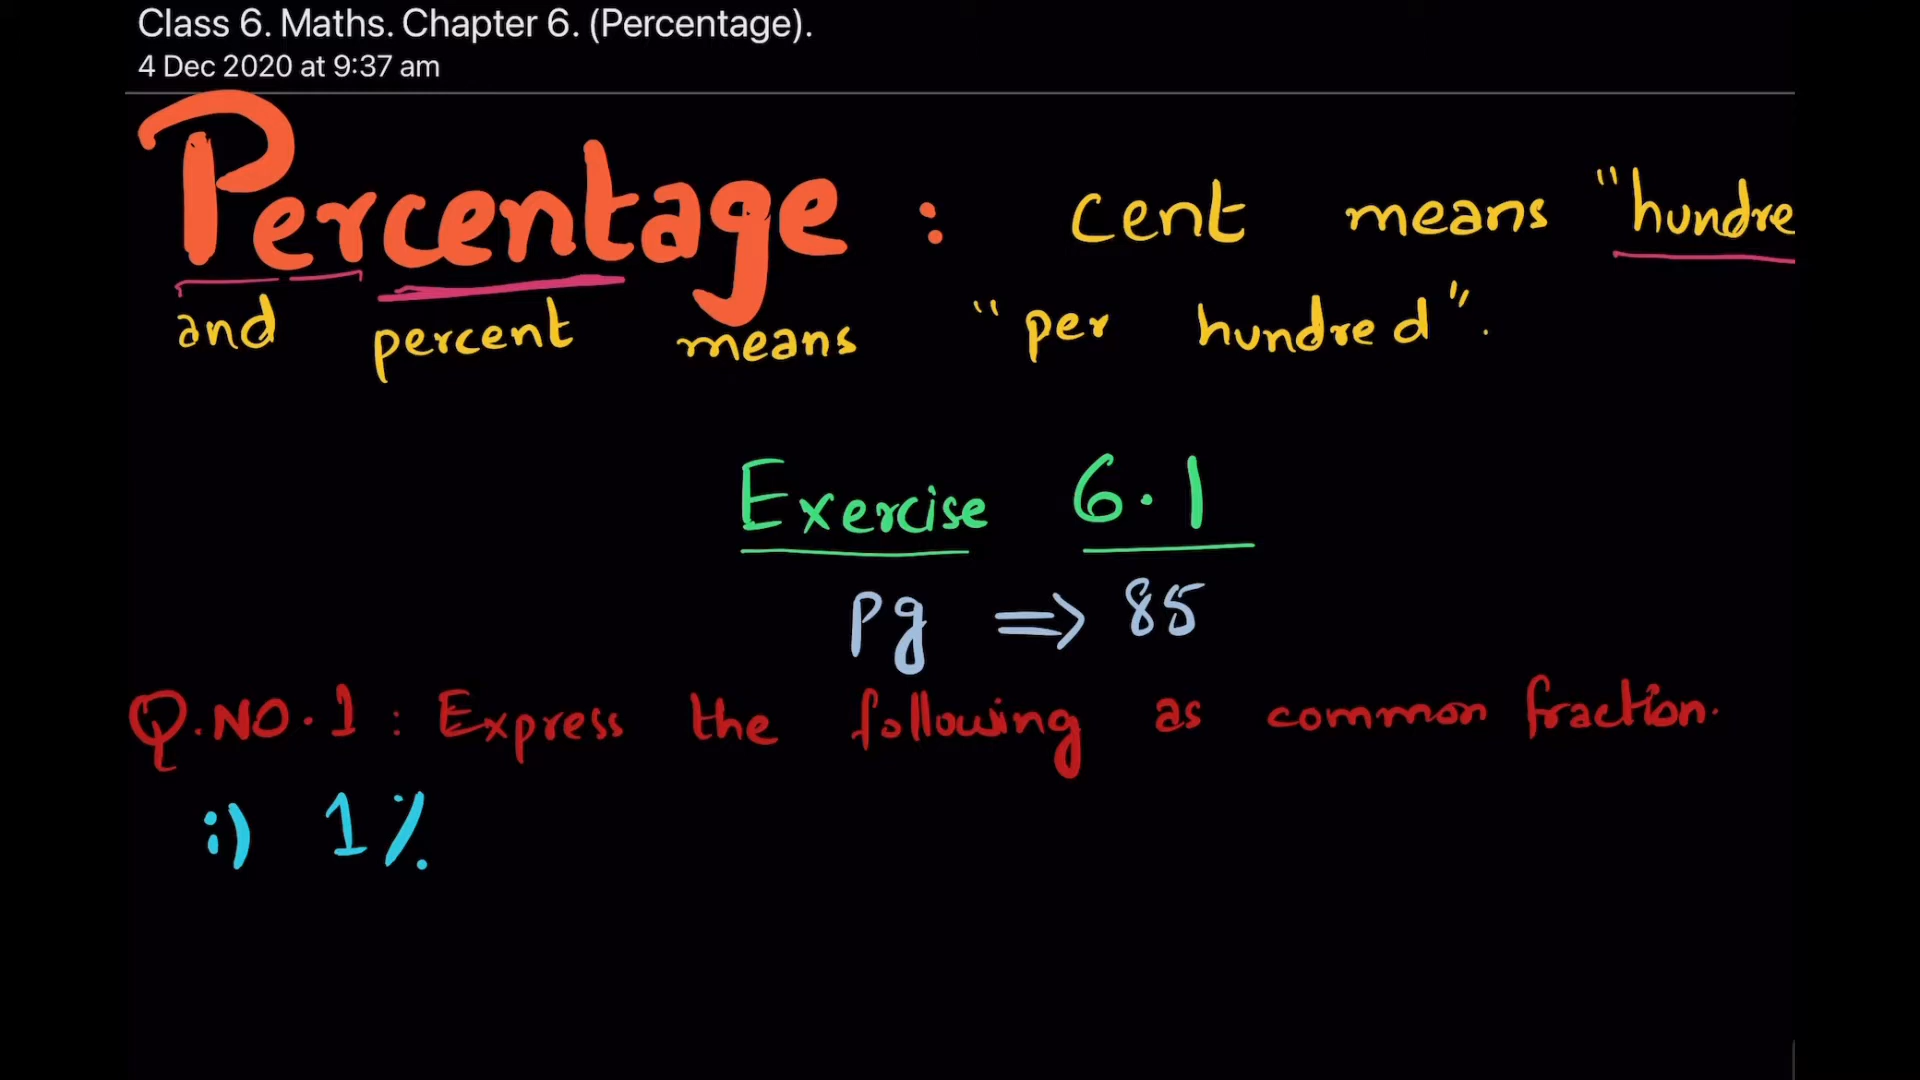 Class 6. Maths. Chapter 6. (Percentage).
4 Dec 2020 at 9:37 am
Percentage : cent means "hundre
and percent means "per hundred".
Exercise 6.1
pg ⇒ 85
Q.NO.1 : Express the following as common fraction.
i) 1%